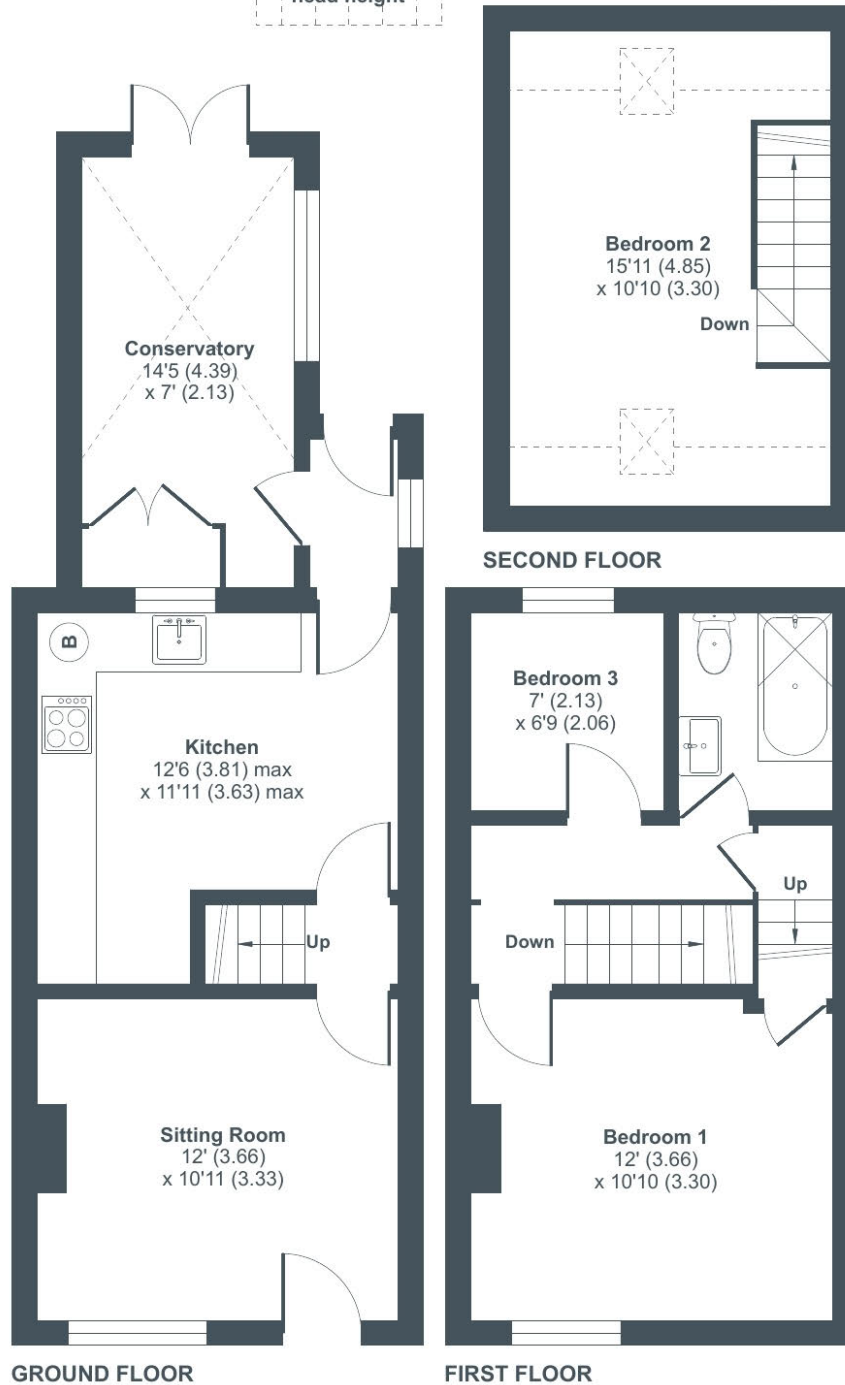 head height
Bedroom 2
15'11 (4.85)
x 10'10 (3.30)
Down
SECOND FLOOR
Conservatory
14'5 (4.39)
x 7' (2.13)
B
Kitchen
12'6 (3.81) max
x 11'11 (3.63) max
Up
Sitting Room
12' (3.66)
x 10'11 (3.33)
GROUND FLOOR
Bedroom 3
7' (2.13)
x 6'9 (2.06)
Up
Down
Bedroom 1
12' (3.66)
x 10'10 (3.30)
FIRST FLOOR